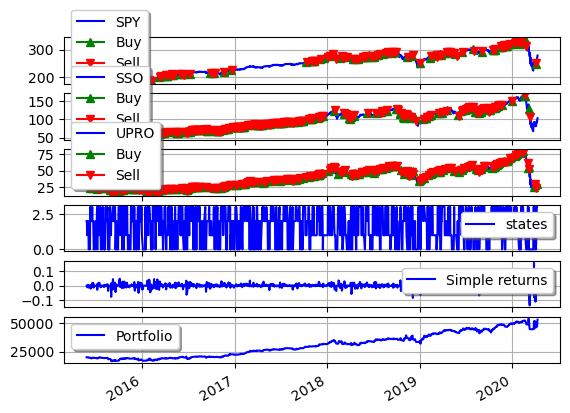 SPY
Buy
Sell
300
200
SSO
Buy
Sell
150
100
50
UPRO
Buy
Sell
75
50
25
states
2.5
0.0
Simple returns
0.1
0.0
−0.1
Portfolio
50000
25000
2016 2017 2018 2019 2020